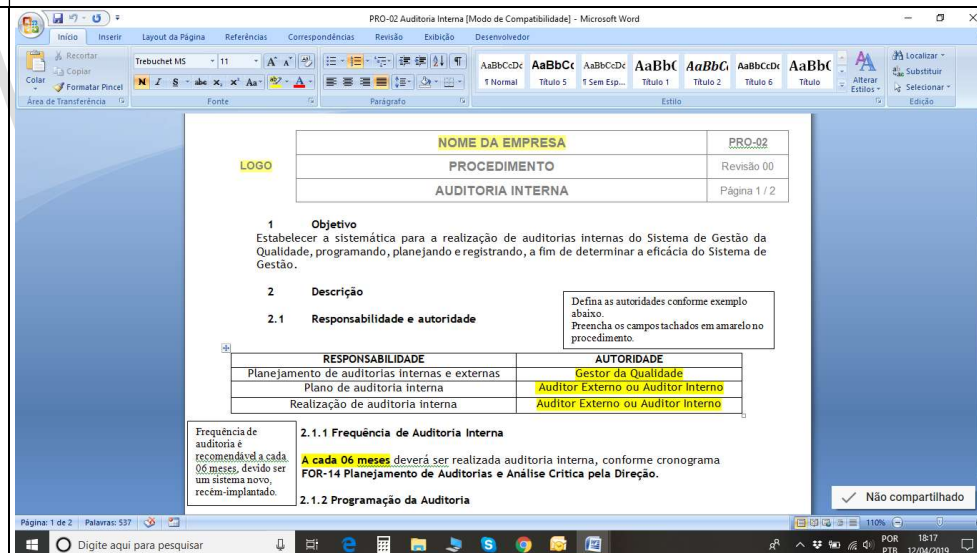 PRO-02 Auditoria Interna [Modo de Compatibilidade] - Microsoft Word
Início Inserir Layout da Página Referências Correspondências Revisão Exibição Desenvolvedor
Recortar
Copiar
Colar
Formatar Pincel
Área de Transferência
Trebuchet MS 11
N I S abe x, x² Aa
Fonte
Parágrafo
AaBbCcDc AaBbCc AaBbCcDc AaBb( AaBbC AaBbCcDc AaBb(
¶ Normal Título 5 ¶ Sem Esp... Título 1 Título 2 Título 6 Título
Alterar Estilos
Estilo
Localizar
Substituir
Selecionar
Edição
LOGO
NOME DA EMPRESA PRO-02
PROCEDIMENTO Revisão 00
AUDITORIA INTERNA Página 1 / 2
1 Objetivo
Estabelecer a sistemática para a realização de auditorias internas do Sistema de Gestão da
Qualidade, programando, planejando e registrando, a fim de determinar a eficácia do Sistema de
Gestão.
2 Descrição
2.1 Responsabilidade e autoridade
Defina as autoridades conforme exemplo
abaixo.
Preencha os campos tachados em amarelo no
procedimento.
RESPONSABILIDADE AUTORIDADE
Planejamento de auditorias internas e externas Gestor da Qualidade
Plano de auditoria interna Auditor Externo ou Auditor Interno
Realização de auditoria interna Auditor Externo ou Auditor Interno
Frequência de
auditoria é
recomendável a cada
06 meses, devido ser
um sistema novo,
recém-implantado.
2.1.1 Frequência de Auditoria Interna
A cada 06 meses deverá ser realizada auditoria interna, conforme cronograma
FOR-14 Planejamento de Auditorias e Análise Critica pela Direção.
2.1.2 Programação da Auditoria
Não compartilhado
Página: 1 de 2 Palavras: 537 110%
Digite aqui para pesquisar
POR
PTB
18:17
12/04/2019